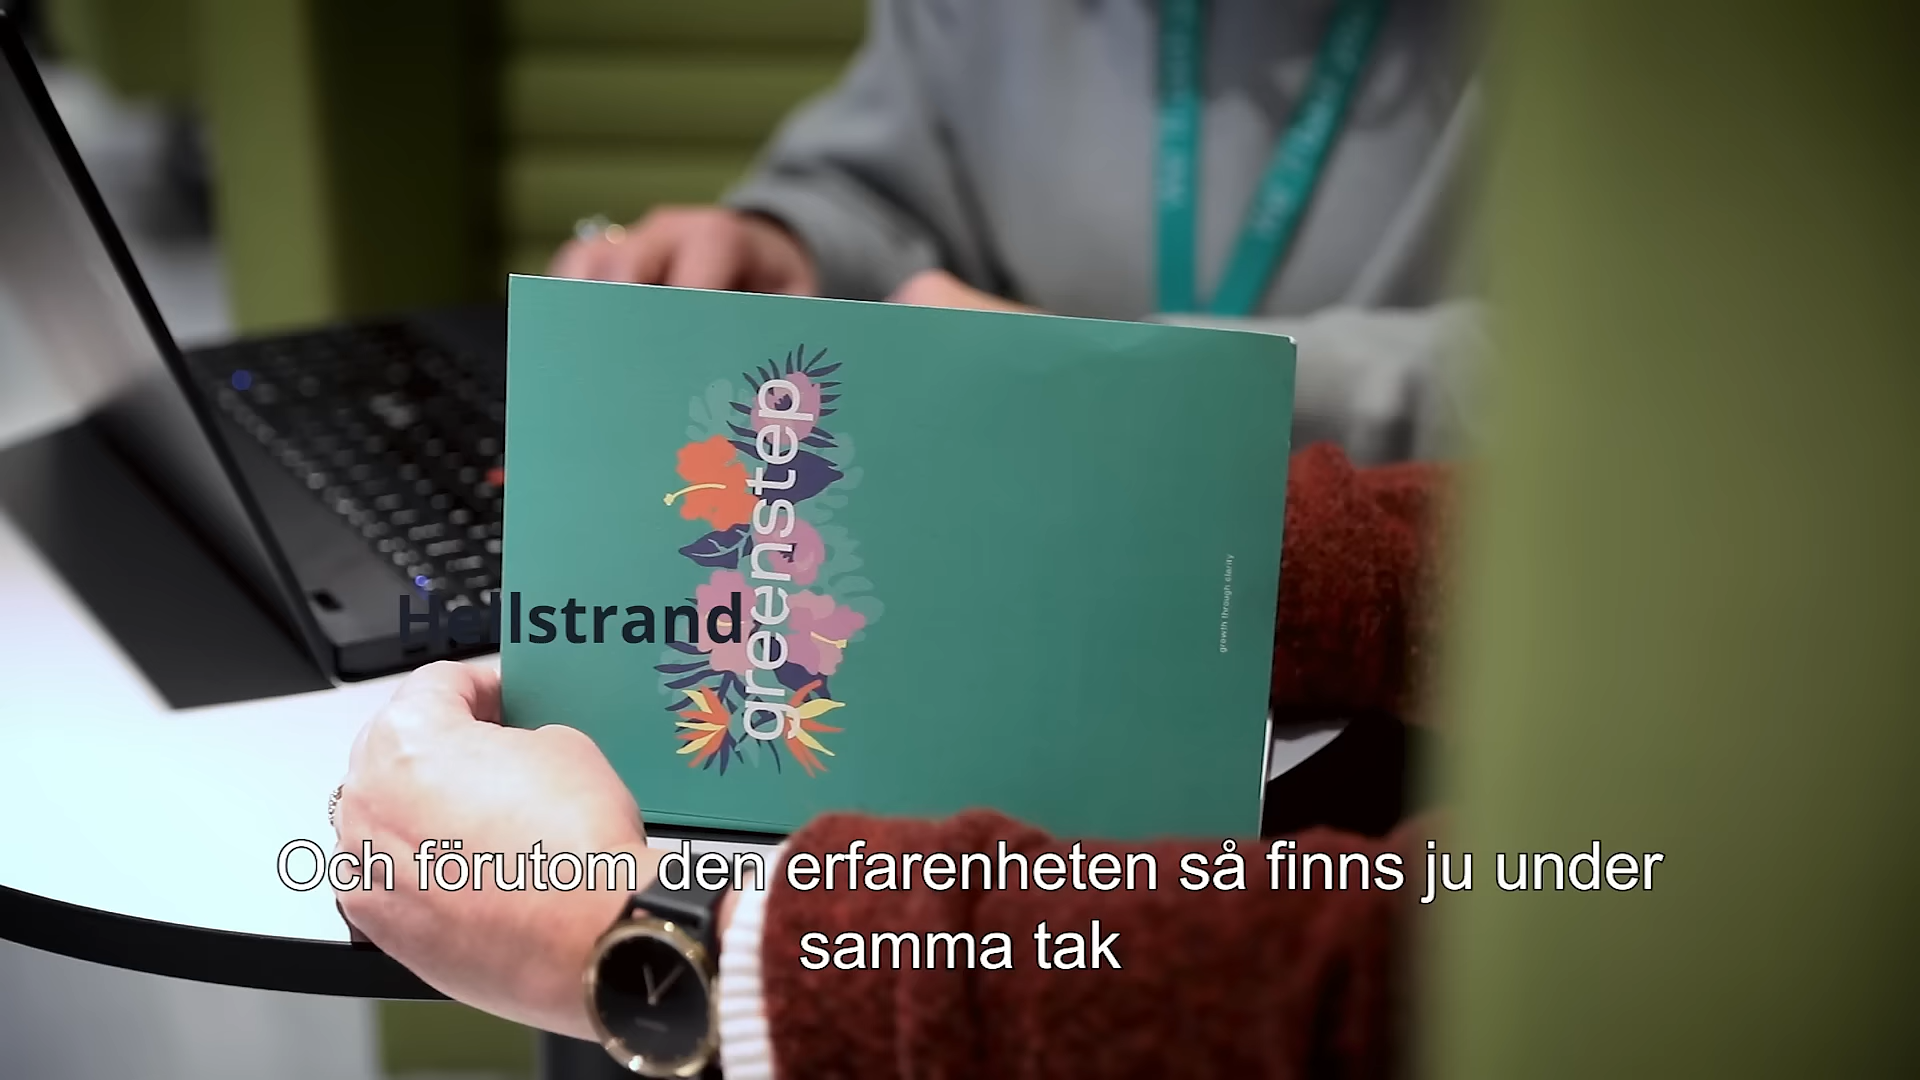 greenstep
growth through clarity
Hellstrand
Och förutom den erfarenheten så finns ju under
samma tak